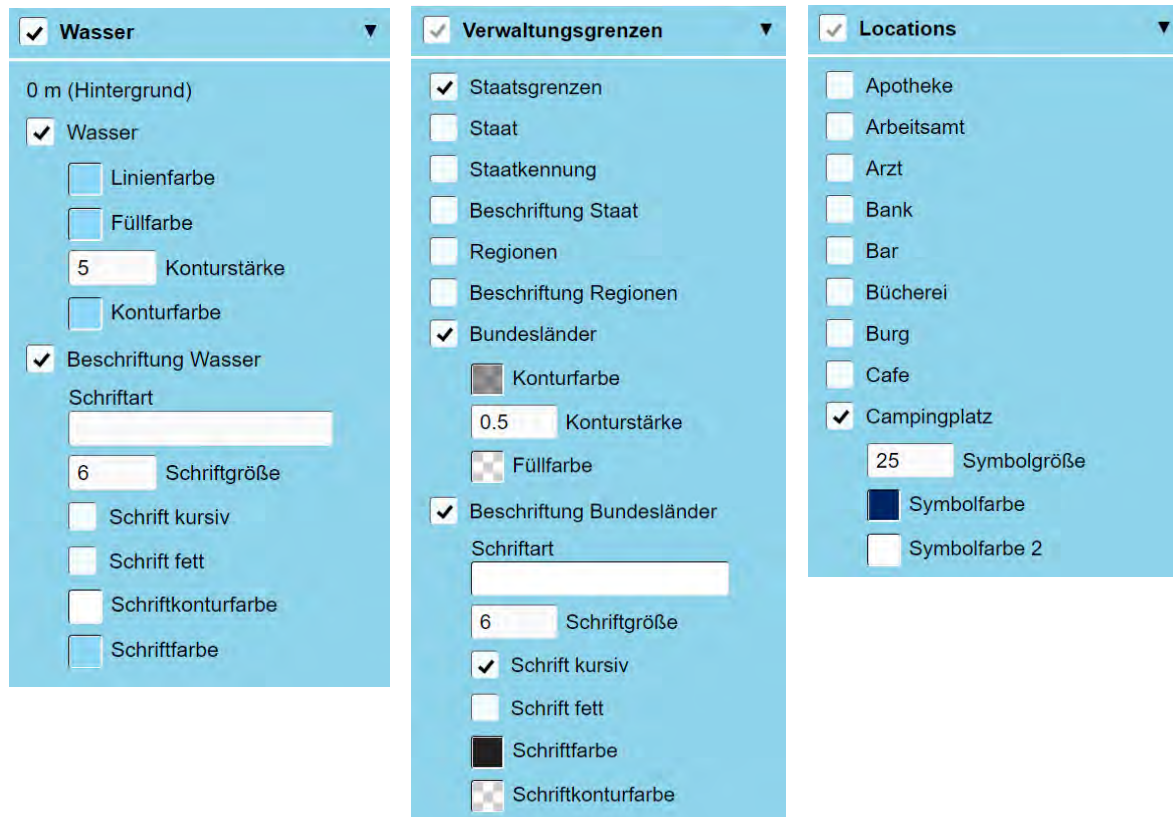 Wasser
0 m (Hintergrund)
Wasser
Linienfarbe
Füllfarbe
5 Konturstärke
Konturfarbe
Beschriftung Wasser
Schriftart
6 Schriftgröße
Schrift kursiv
Schrift fett
Schriftkonturfarbe
Schriftfarbe
Verwaltungsgrenzen
Staatsgrenzen
Staat
Staatkennung
Beschriftung Staat
Regionen
Beschriftung Regionen
Bundesländer
Konturfarbe
0.5 Konturstärke
Füllfarbe
Beschriftung Bundesländer
Schriftart
6 Schriftgröße
Schrift kursiv
Schrift fett
Schriftfarbe
Schriftkonturfarbe
Locations
Apotheke
Arbeitsamt
Arzt
Bank
Bar
Bücherei
Burg
Cafe
Campingplatz
25 Symbolgröße
Symbolfarbe
Symbolfarbe 2